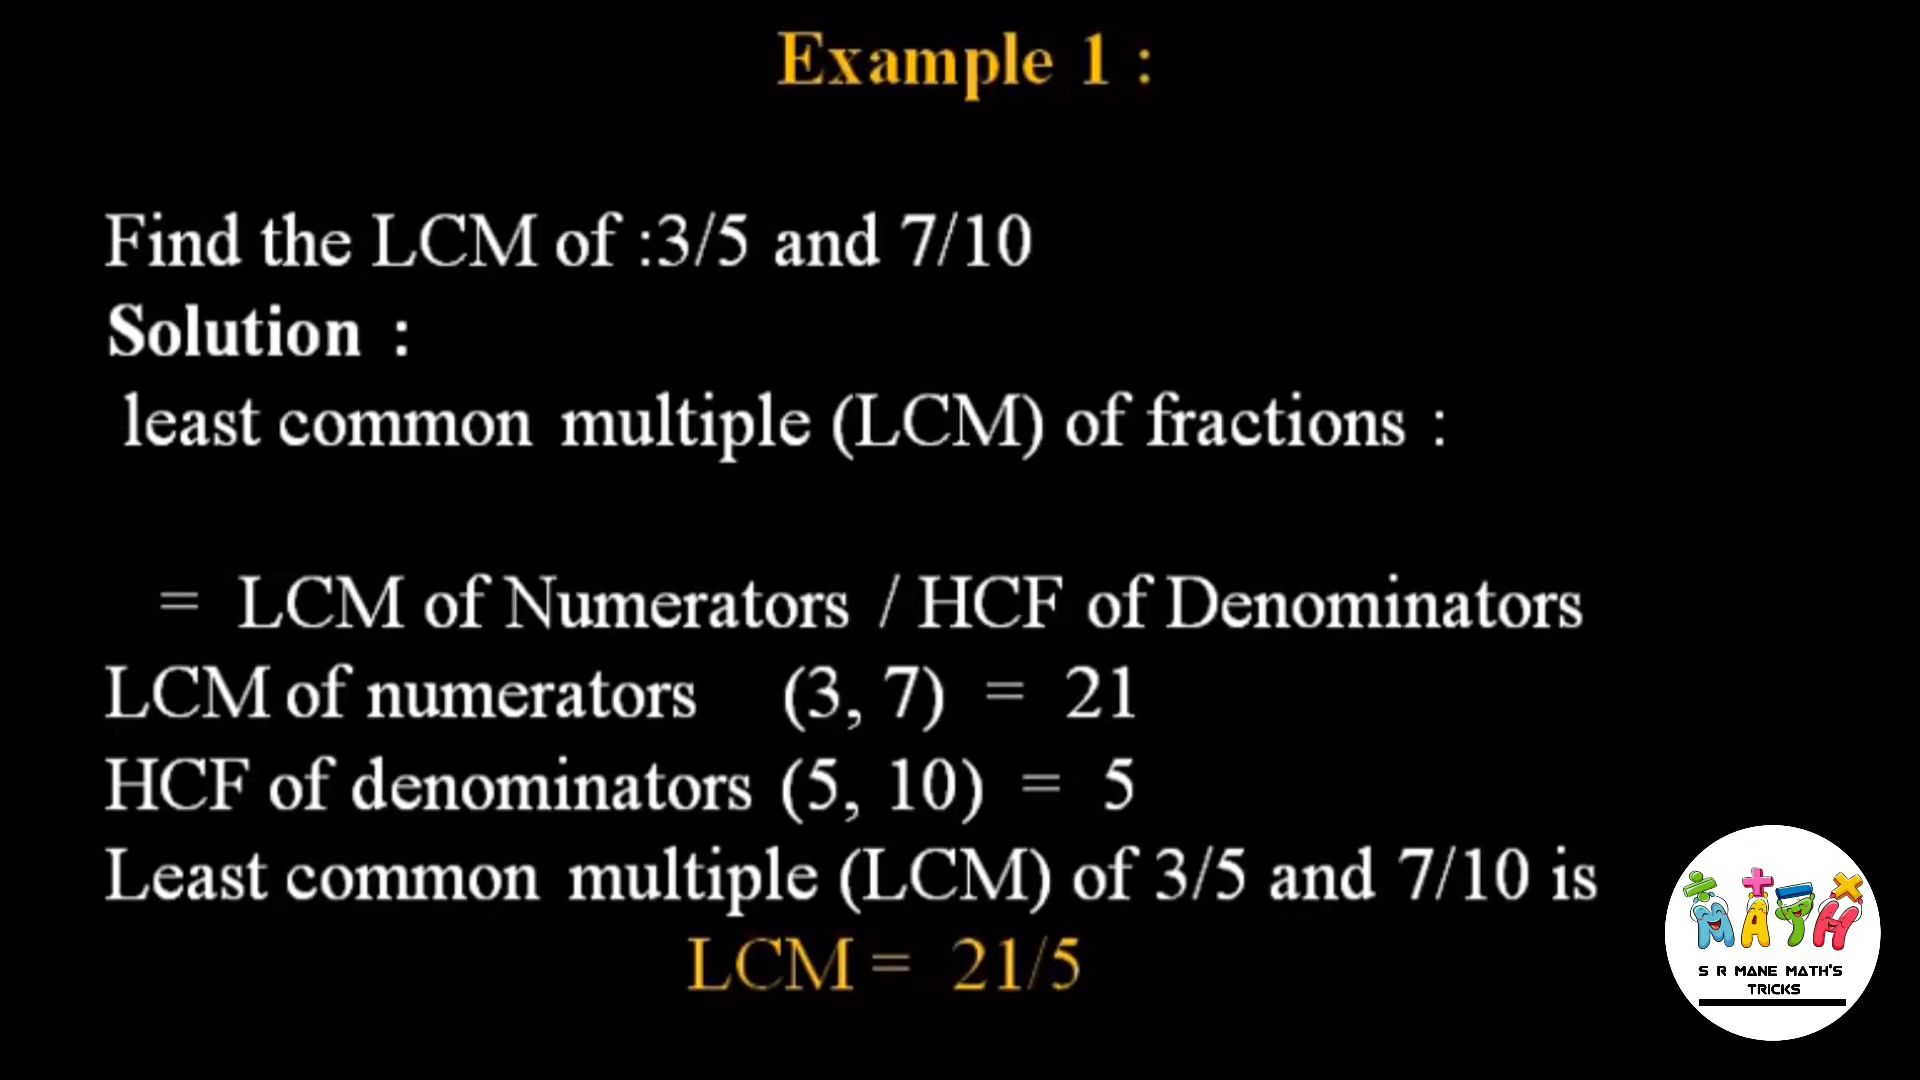 Example 1 :
Find the LCM of :3/5 and 7/10
Solution :
least common multiple (LCM) of fractions :
= LCM of Numerators / HCF of Denominators
LCM of numerators (3, 7) = 21
HCF of denominators (5, 10) = 5
Least common multiple (LCM) of 3/5 and 7/10 is
LCM = 21/5
MATH
S R MANE MATH'S
TRICKS